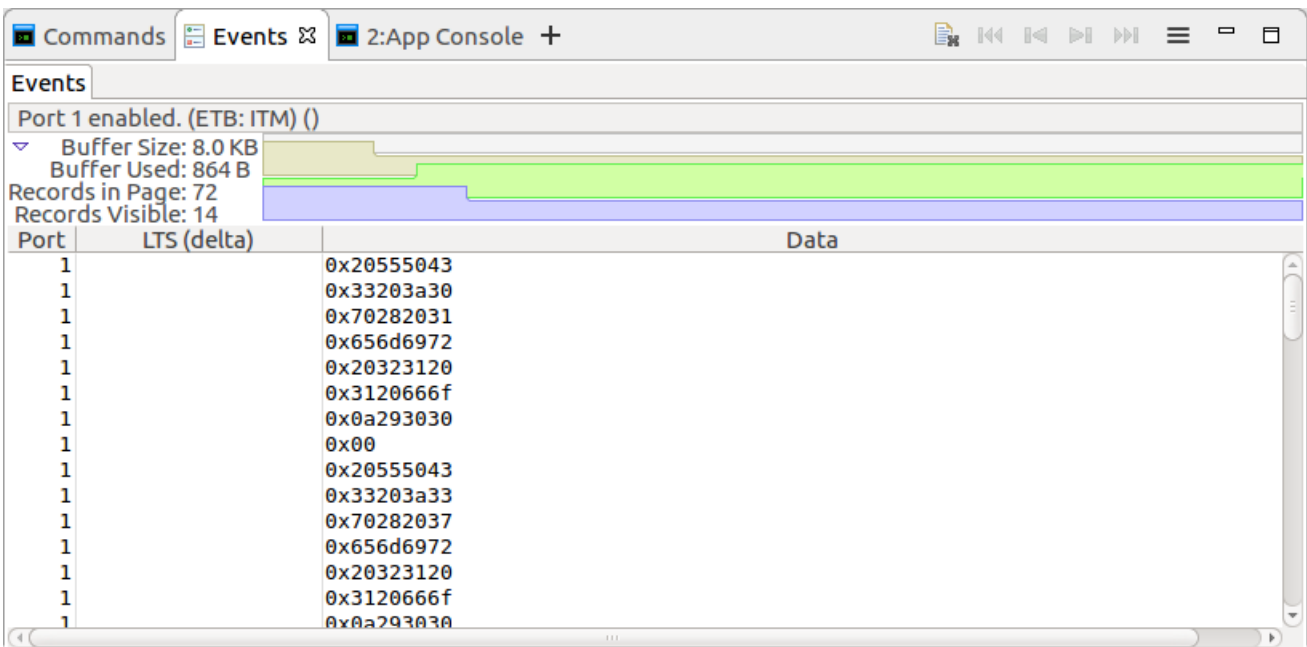 Commands Events 2:App Console +
Events
Port 1 enabled. (ETB: ITM) ()
Buffer Size: 8.0 KB
Buffer Used: 864 B
Records in Page: 72
Records Visible: 14
Port LTS (delta) Data
1 0x20555043
1 0x33203a30
1 0x70282031
1 0x656d6972
1 0x20323120
1 0x3120666f
1 0x0a293030
1 0x00
1 0x20555043
1 0x33203a33
1 0x70282037
1 0x656d6972
1 0x20323120
1 0x3120666f
1 0x0a293030